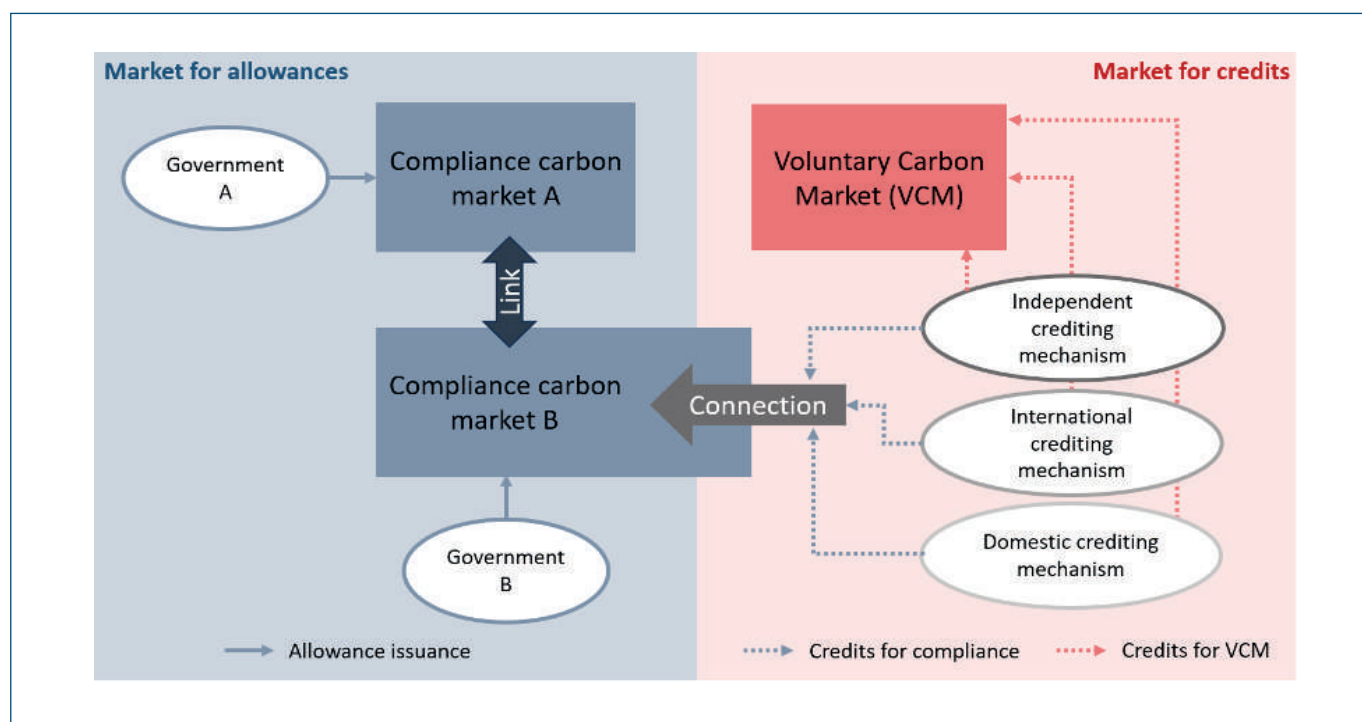 Market for allowances
Market for credits
Government
A
Compliance carbon
market A
Voluntary Carbon
Market (VCM)
Link
Independent
crediting
mechanism
Compliance carbon
market B
Connection
International
crediting
mechanism
Government
B
Domestic crediting
mechanism
Allowance issuance
Credits for compliance
Credits for VCM